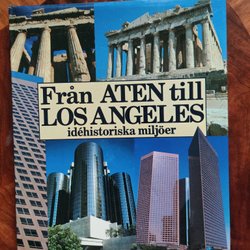 Från ATEN till
LOS ANGELES
idéhistoriska miljöer